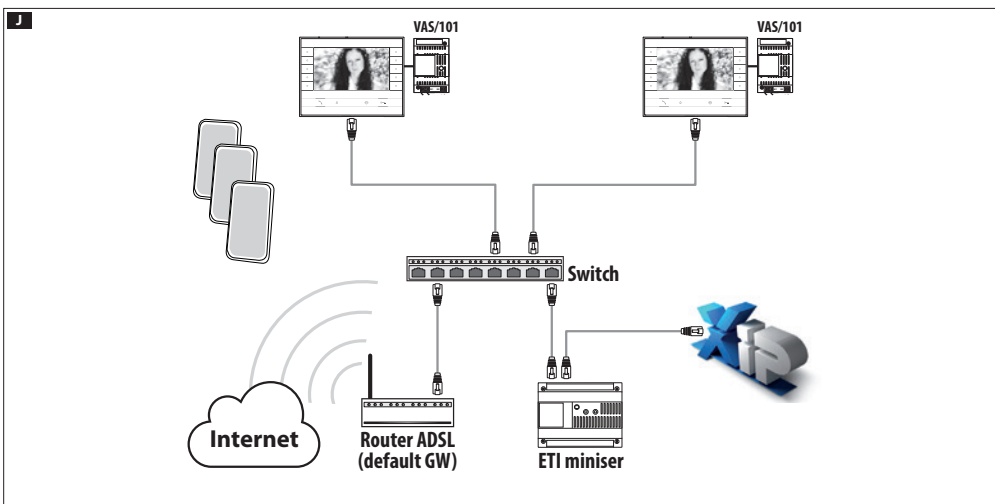 J
VAS/101
VAS/101
Switch
Xip
Internet
Router ADSL
(default GW)
ETI miniser